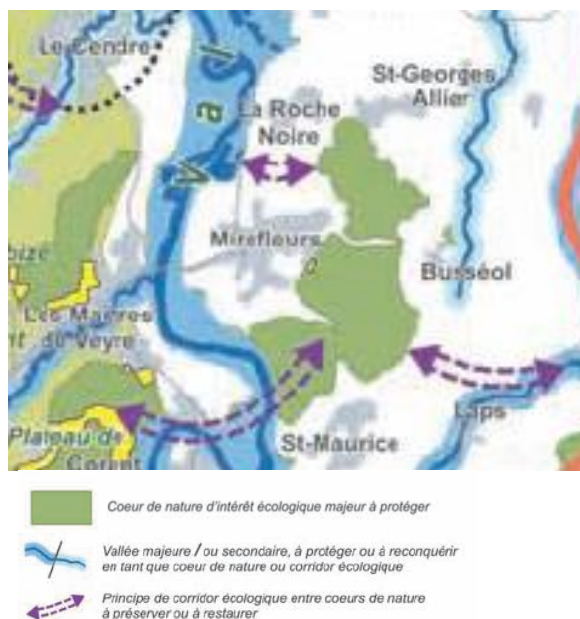 Le Cendre
St-Georges
Allier
La Roche
Noire
Mirefleurs
Busséol
Les Martres
de Veyre
Laps
Plateau de
Corent
St-Maurice
Coeur de nature d'intérêt écologique majeur à protéger
Vallée majeure / ou secondaire, à protéger ou à reconquérir
en tant que coeur de nature ou corridor écologique
Principe de corridor écologique entre coeurs de nature
à préserver ou à restaurer